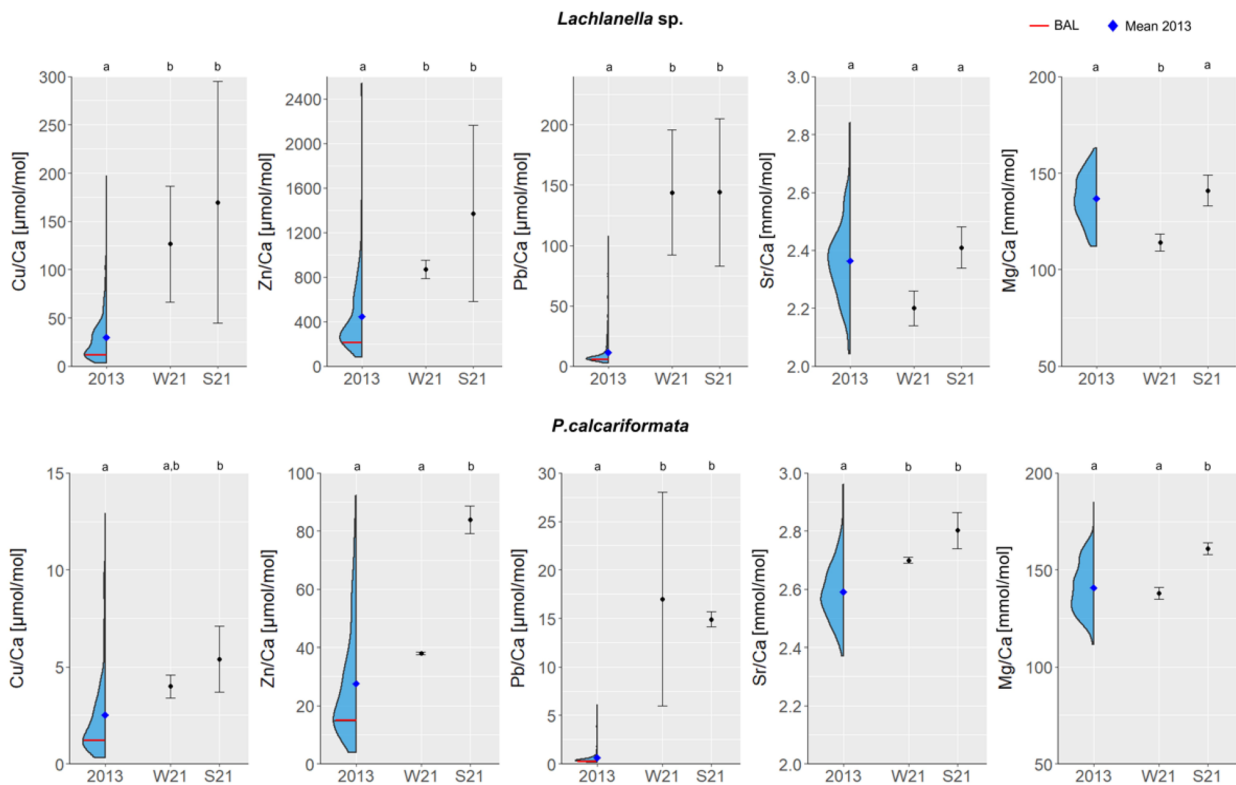 Lachlanella sp.
BAL Mean 2013
a b b a b b a b b a a a a b a
Cu/Ca [μmol/mol] 300 250 200 150 100 50 0
Zn/Ca [μmol/mol] 2400 2000 1600 1200 800 400 0
Pb/Ca [μmol/mol] 200 150 100 50 0
Sr/Ca [mmol/mol] 3.0 2.8 2.6 2.4 2.2 2.0
Mg/Ca [mmol/mol] 200 150 100 50
2013 W21 S21 2013 W21 S21 2013 W21 S21 2013 W21 S21 2013 W21 S21
P.calcariformata
a a,b b a a b a b b a b b a a b
Cu/Ca [μmol/mol] 15 10 5 0
Zn/Ca [μmol/mol] 100 80 60 40 20 0
Pb/Ca [μmol/mol] 30 25 20 15 10 5 0
Sr/Ca [mmol/mol] 3.0 2.8 2.6 2.4 2.2 2.0
Mg/Ca [mmol/mol] 200 150 100 50
2013 W21 S21 2013 W21 S21 2013 W21 S21 2013 W21 S21 2013 W21 S21